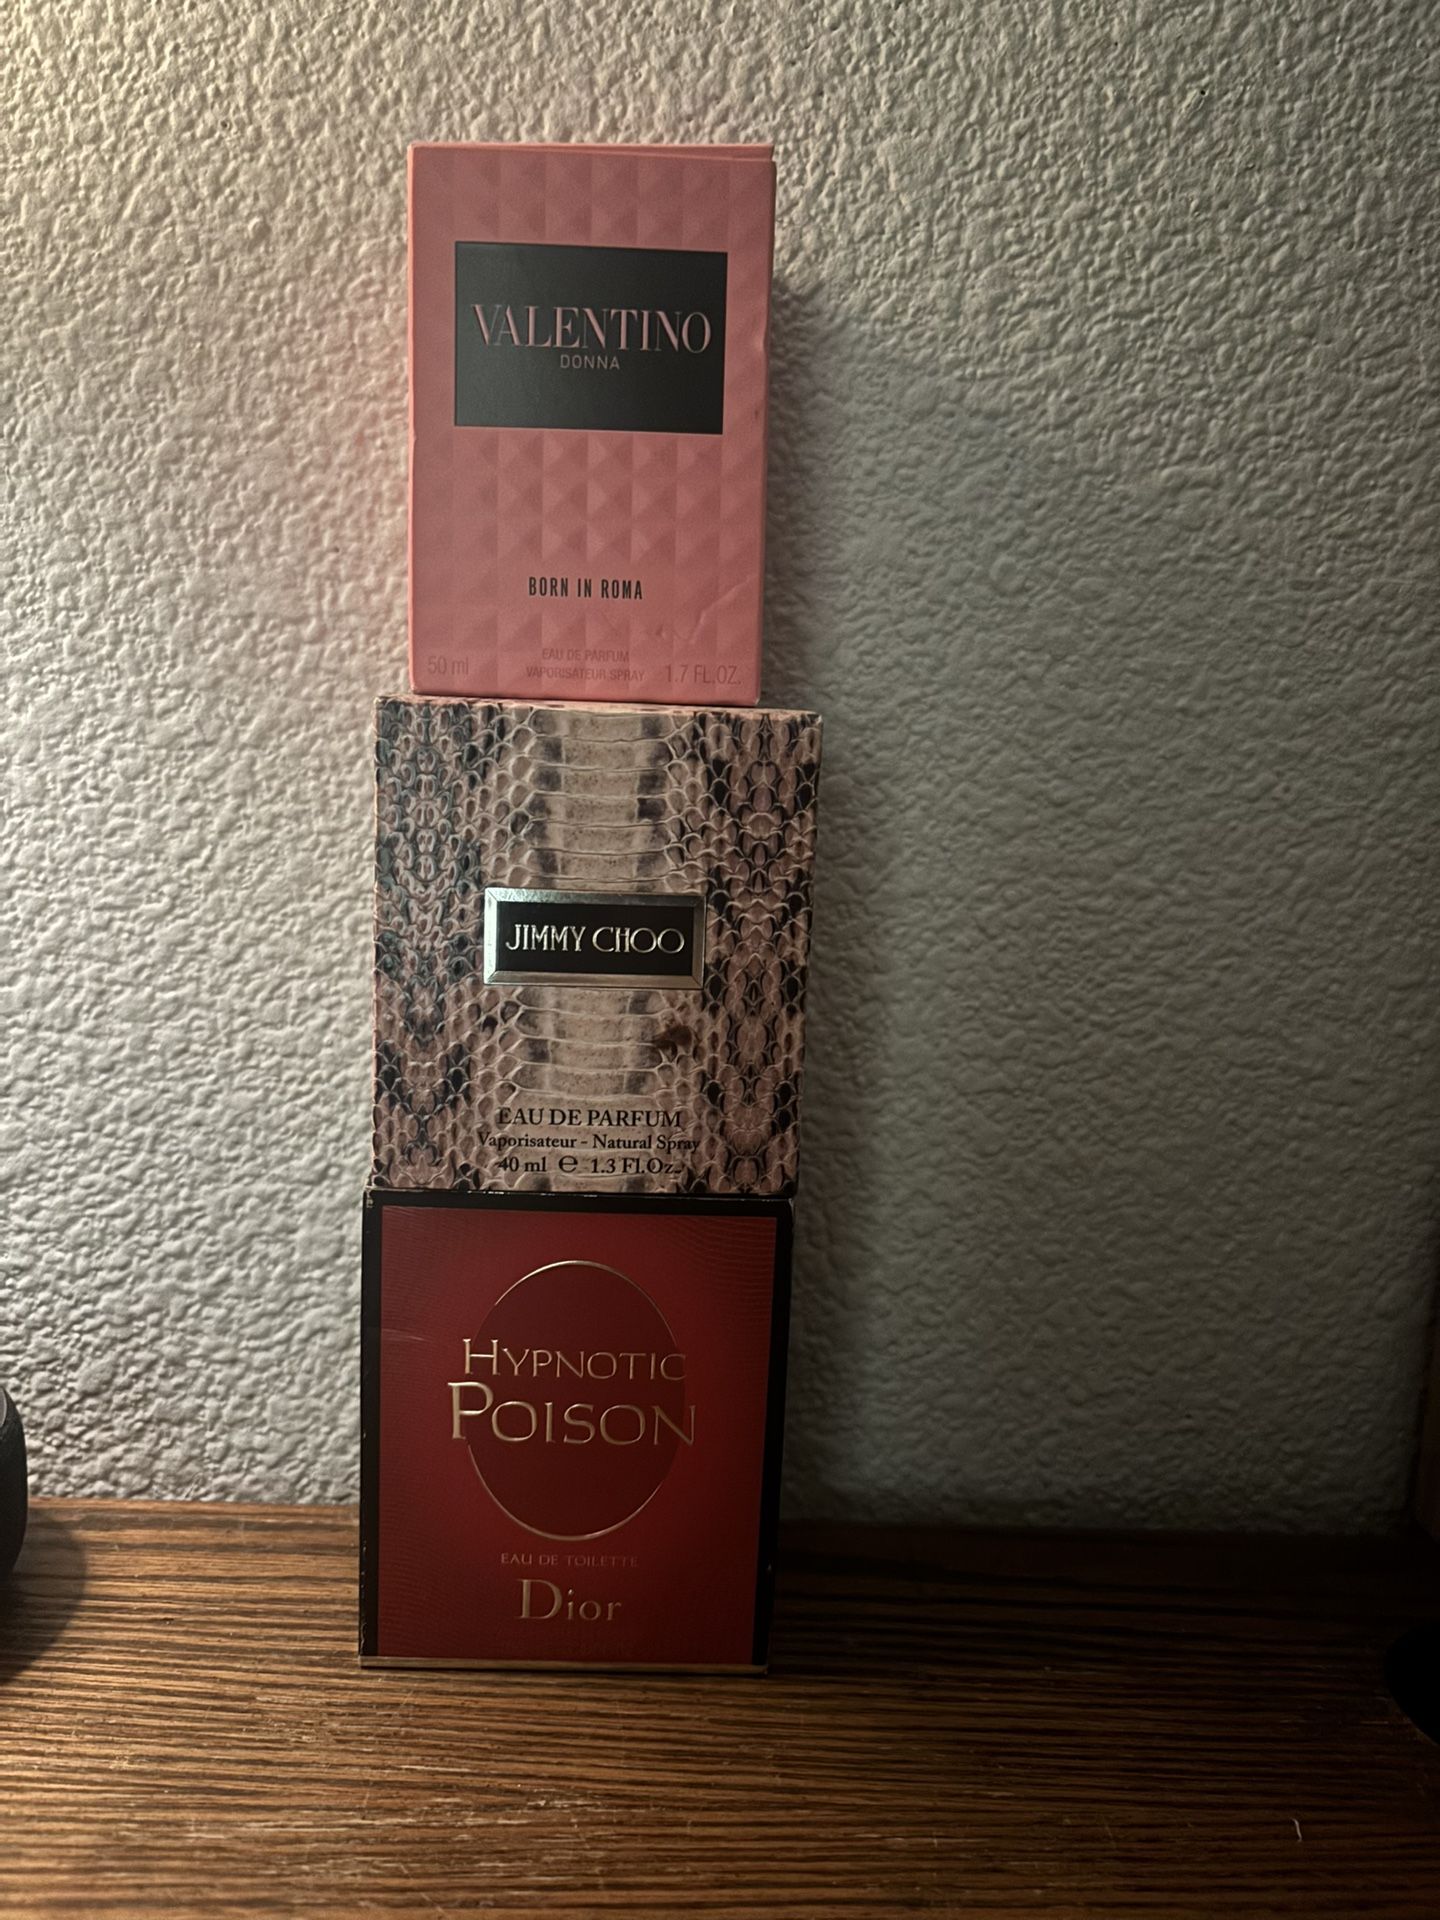 VALENTINO
DONNA
BORN IN ROMA
EAU DE PARFUM
50 ml VAPORISATEUR SPRAY 1.7 FL.OZ.
JIMMY CHOO
EAU DE PARFUM
Vaporisateur - Natural Spray
40 ml e 1.3 Fl.Oz.
HYPNOTIC
POISON
EAU DE TOILETTE
Dior